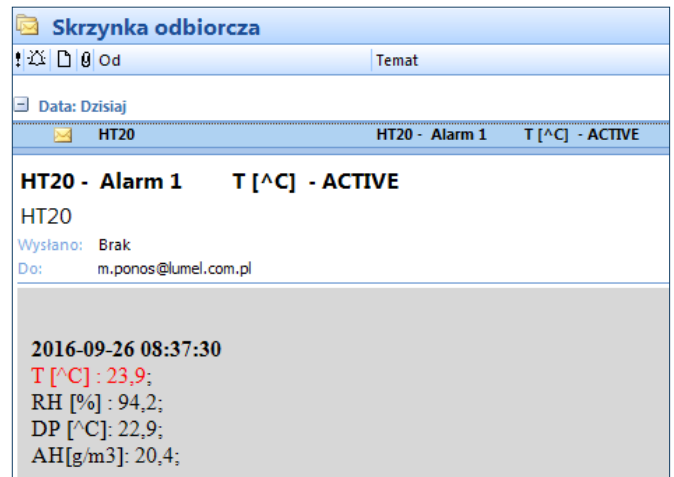 Skrzynka odbiorcza
! Od Temat
Data: Dzisiaj
HT20 HT20 - Alarm 1 T [^C] - ACTIVE
HT20 - Alarm 1 T [^C] - ACTIVE
HT20
Wysłano: Brak
Do: m.ponos@lumel.com.pl
2016-09-26 08:37:30
T [^C] : 23,9;
RH [%] : 94,2;
DP [^C]: 22,9;
AH[g/m3]: 20,4;